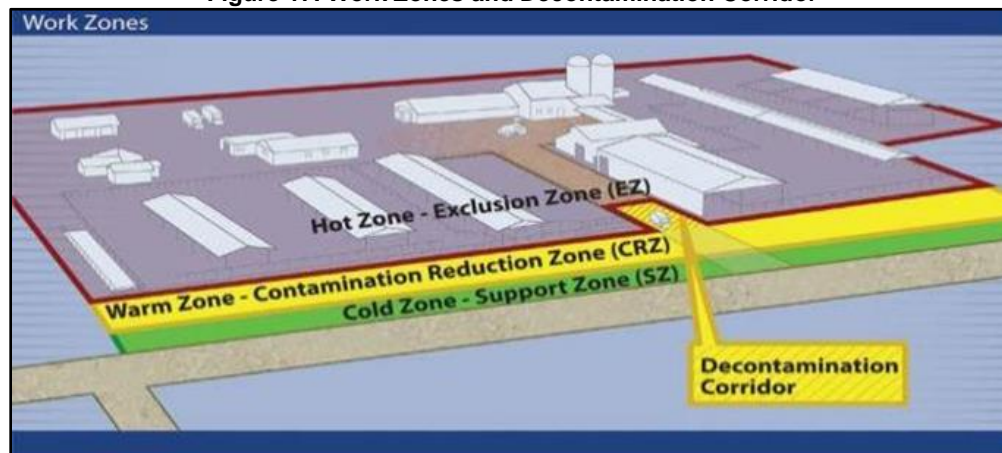 Work Zones
Hot Zone - Exclusion Zone (EZ)
Warm Zone - Contamination Reduction Zone (CRZ)
Cold Zone - Support Zone (SZ)
Decontamination
Corridor